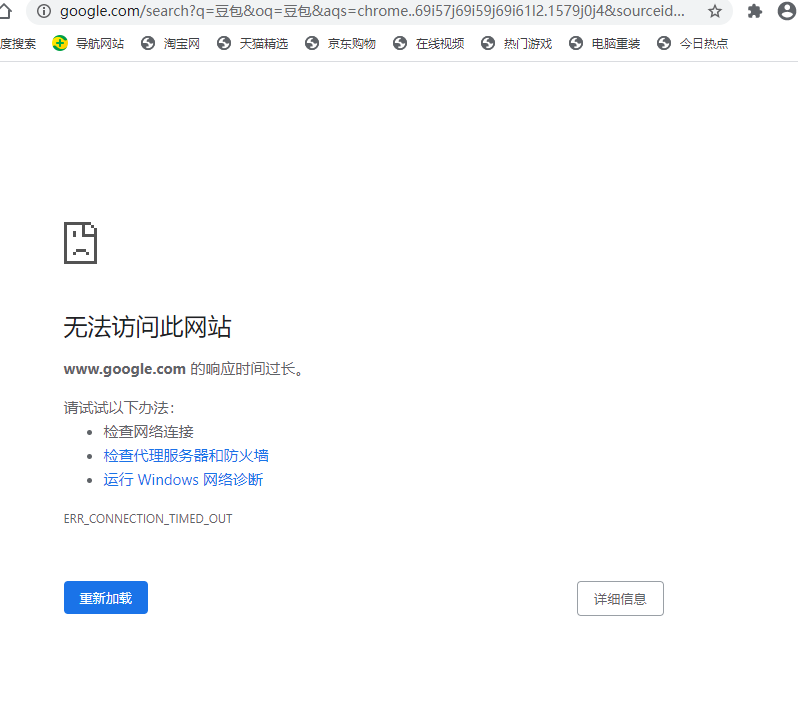 google.com/search?q=豆包&oq=豆包&aqs=chrome..69i57j69i59j69i61l2.1579j0j4&sourceid...
度搜索 导航网站 淘宝网 天猫精选 京东购物 在线视频 热门游戏 电脑重装 今日热点
无法访问此网站
www.google.com 的响应时间过长。
请试试以下办法：
检查网络连接
检查代理服务器和防火墙
运行 Windows 网络诊断
ERR_CONNECTION_TIMED_OUT
重新加载 详细信息